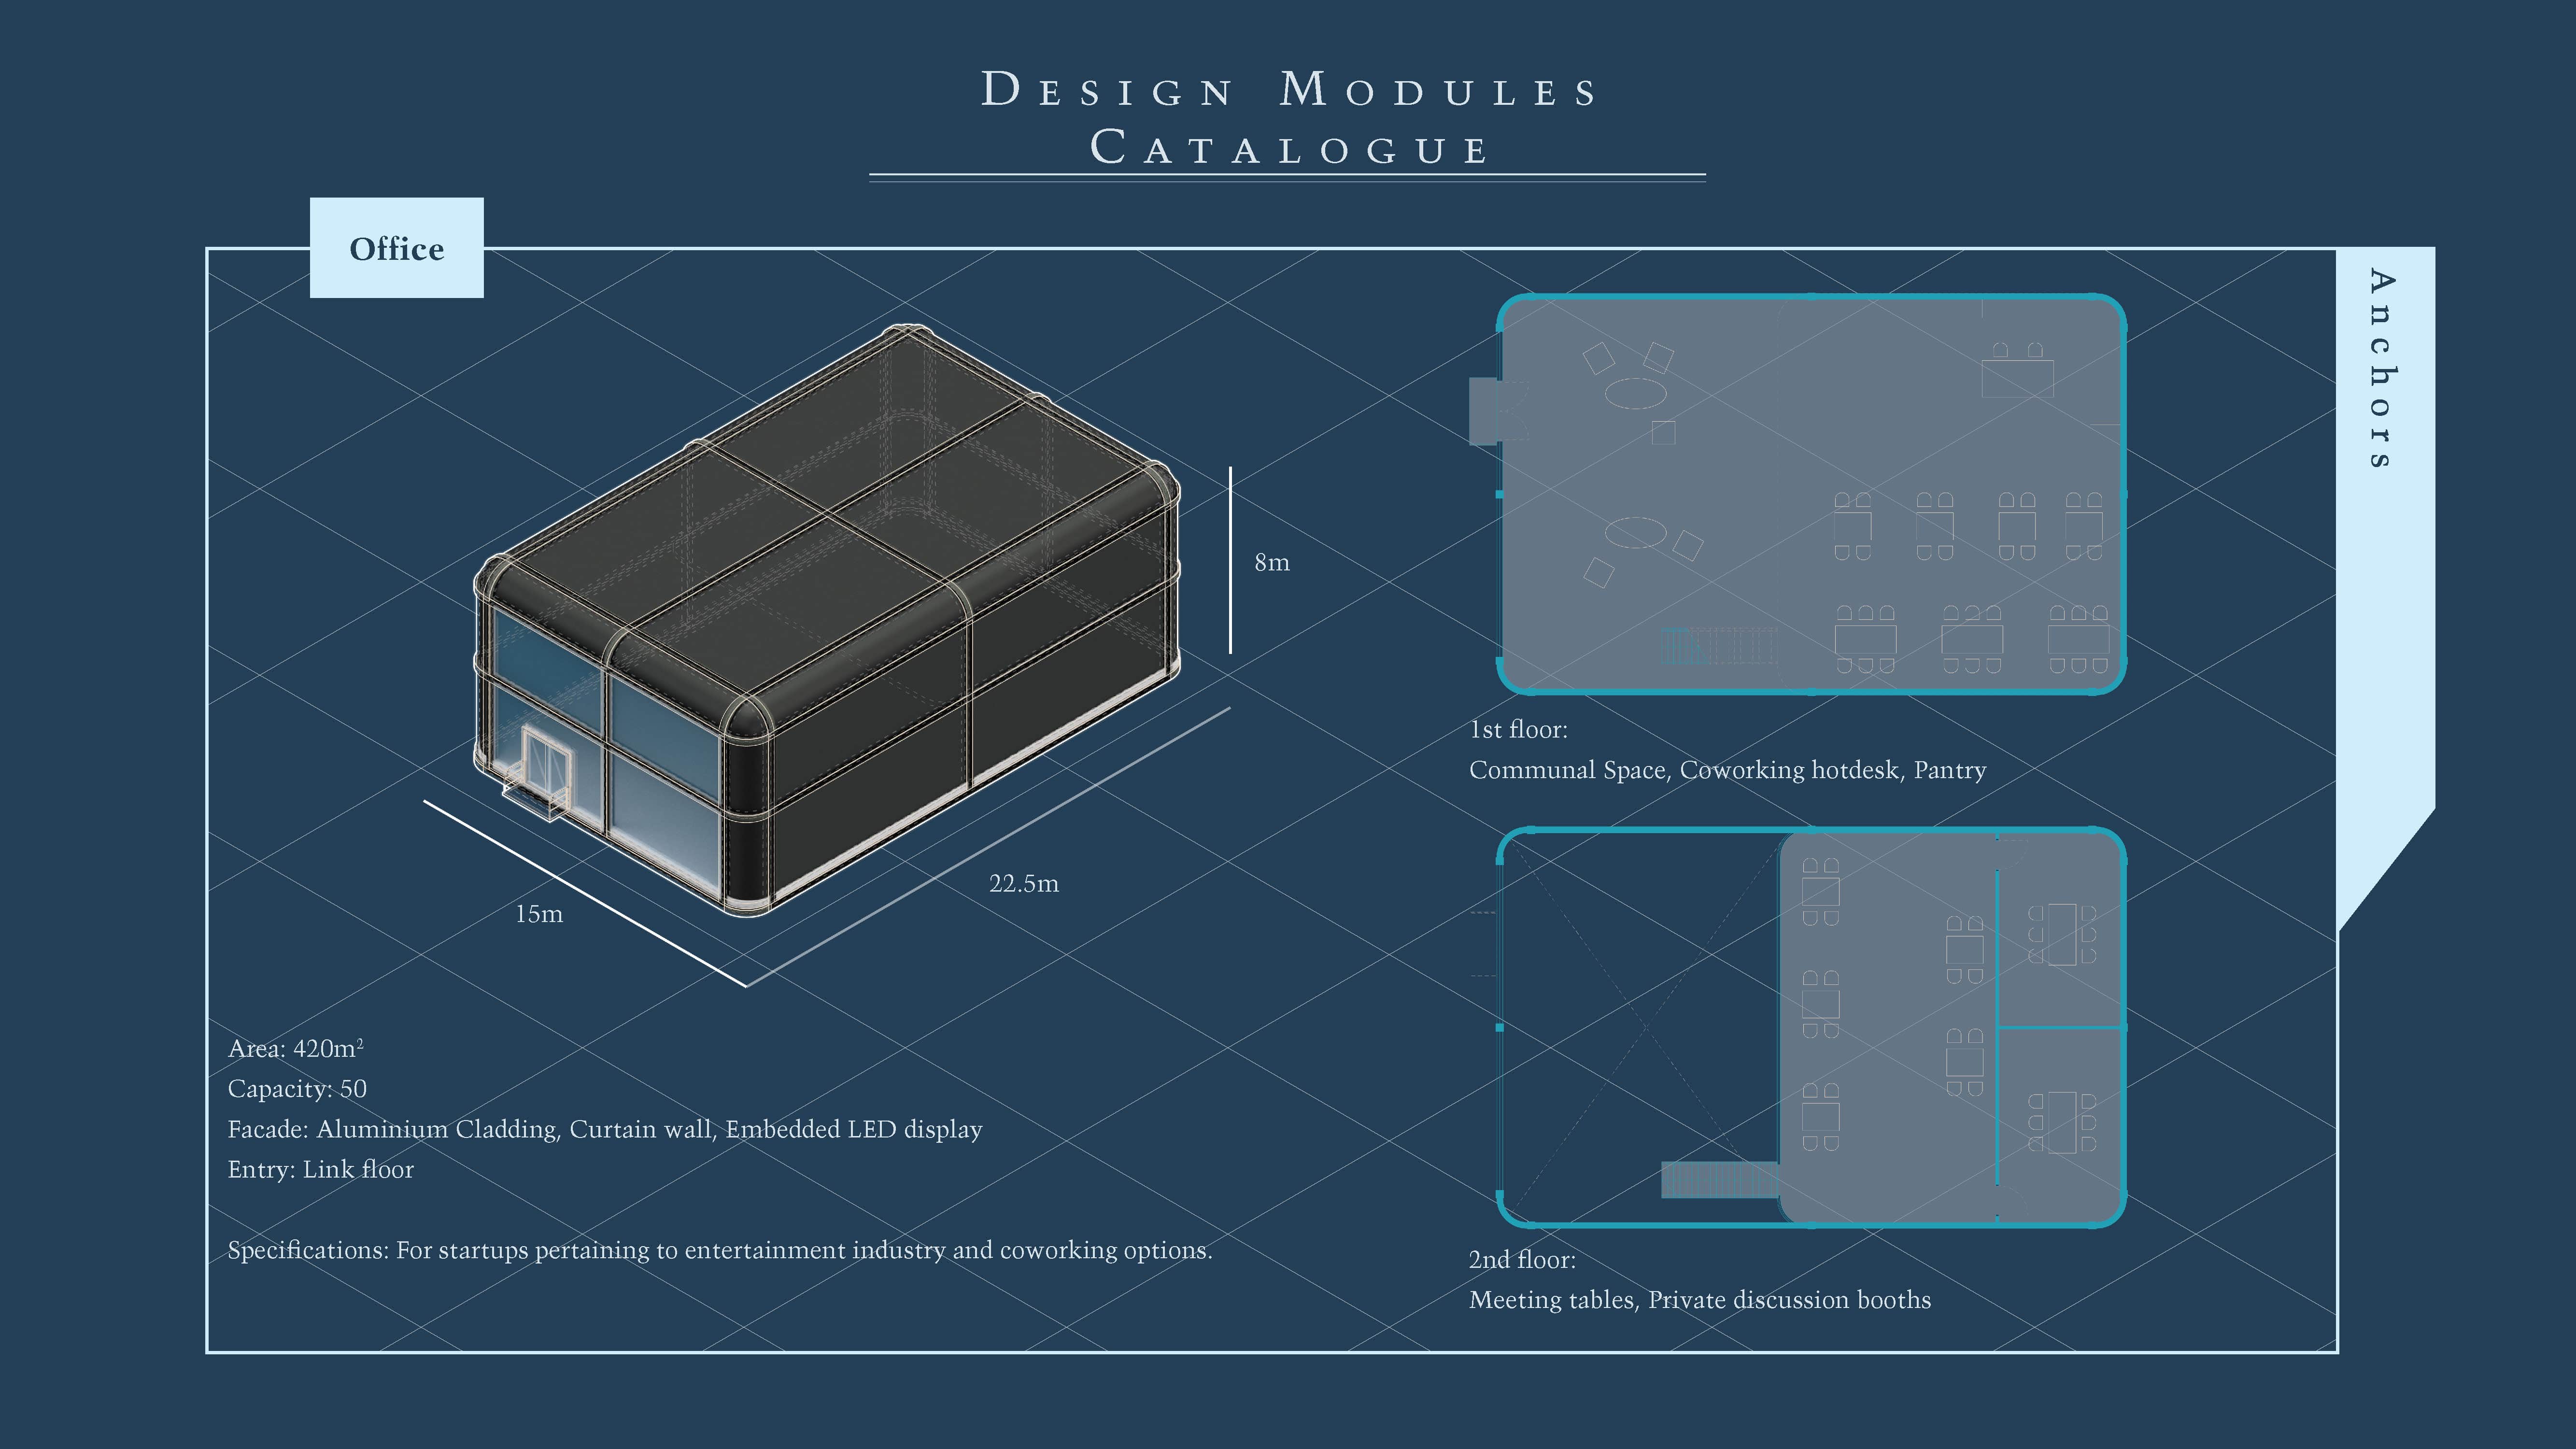 Design Modules
Catalogue
Office
Anchors
8m
22.5m
15m
1st floor:
Communal Space, Coworking hotdesk, Pantry
Area: 420m²
Capacity: 50
Facade: Aluminium Cladding, Curtain wall, Embedded LED display
Entry: Link floor
Specifications: For startups pertaining to entertainment industry and coworking options.
2nd floor:
Meeting tables, Private discussion booths